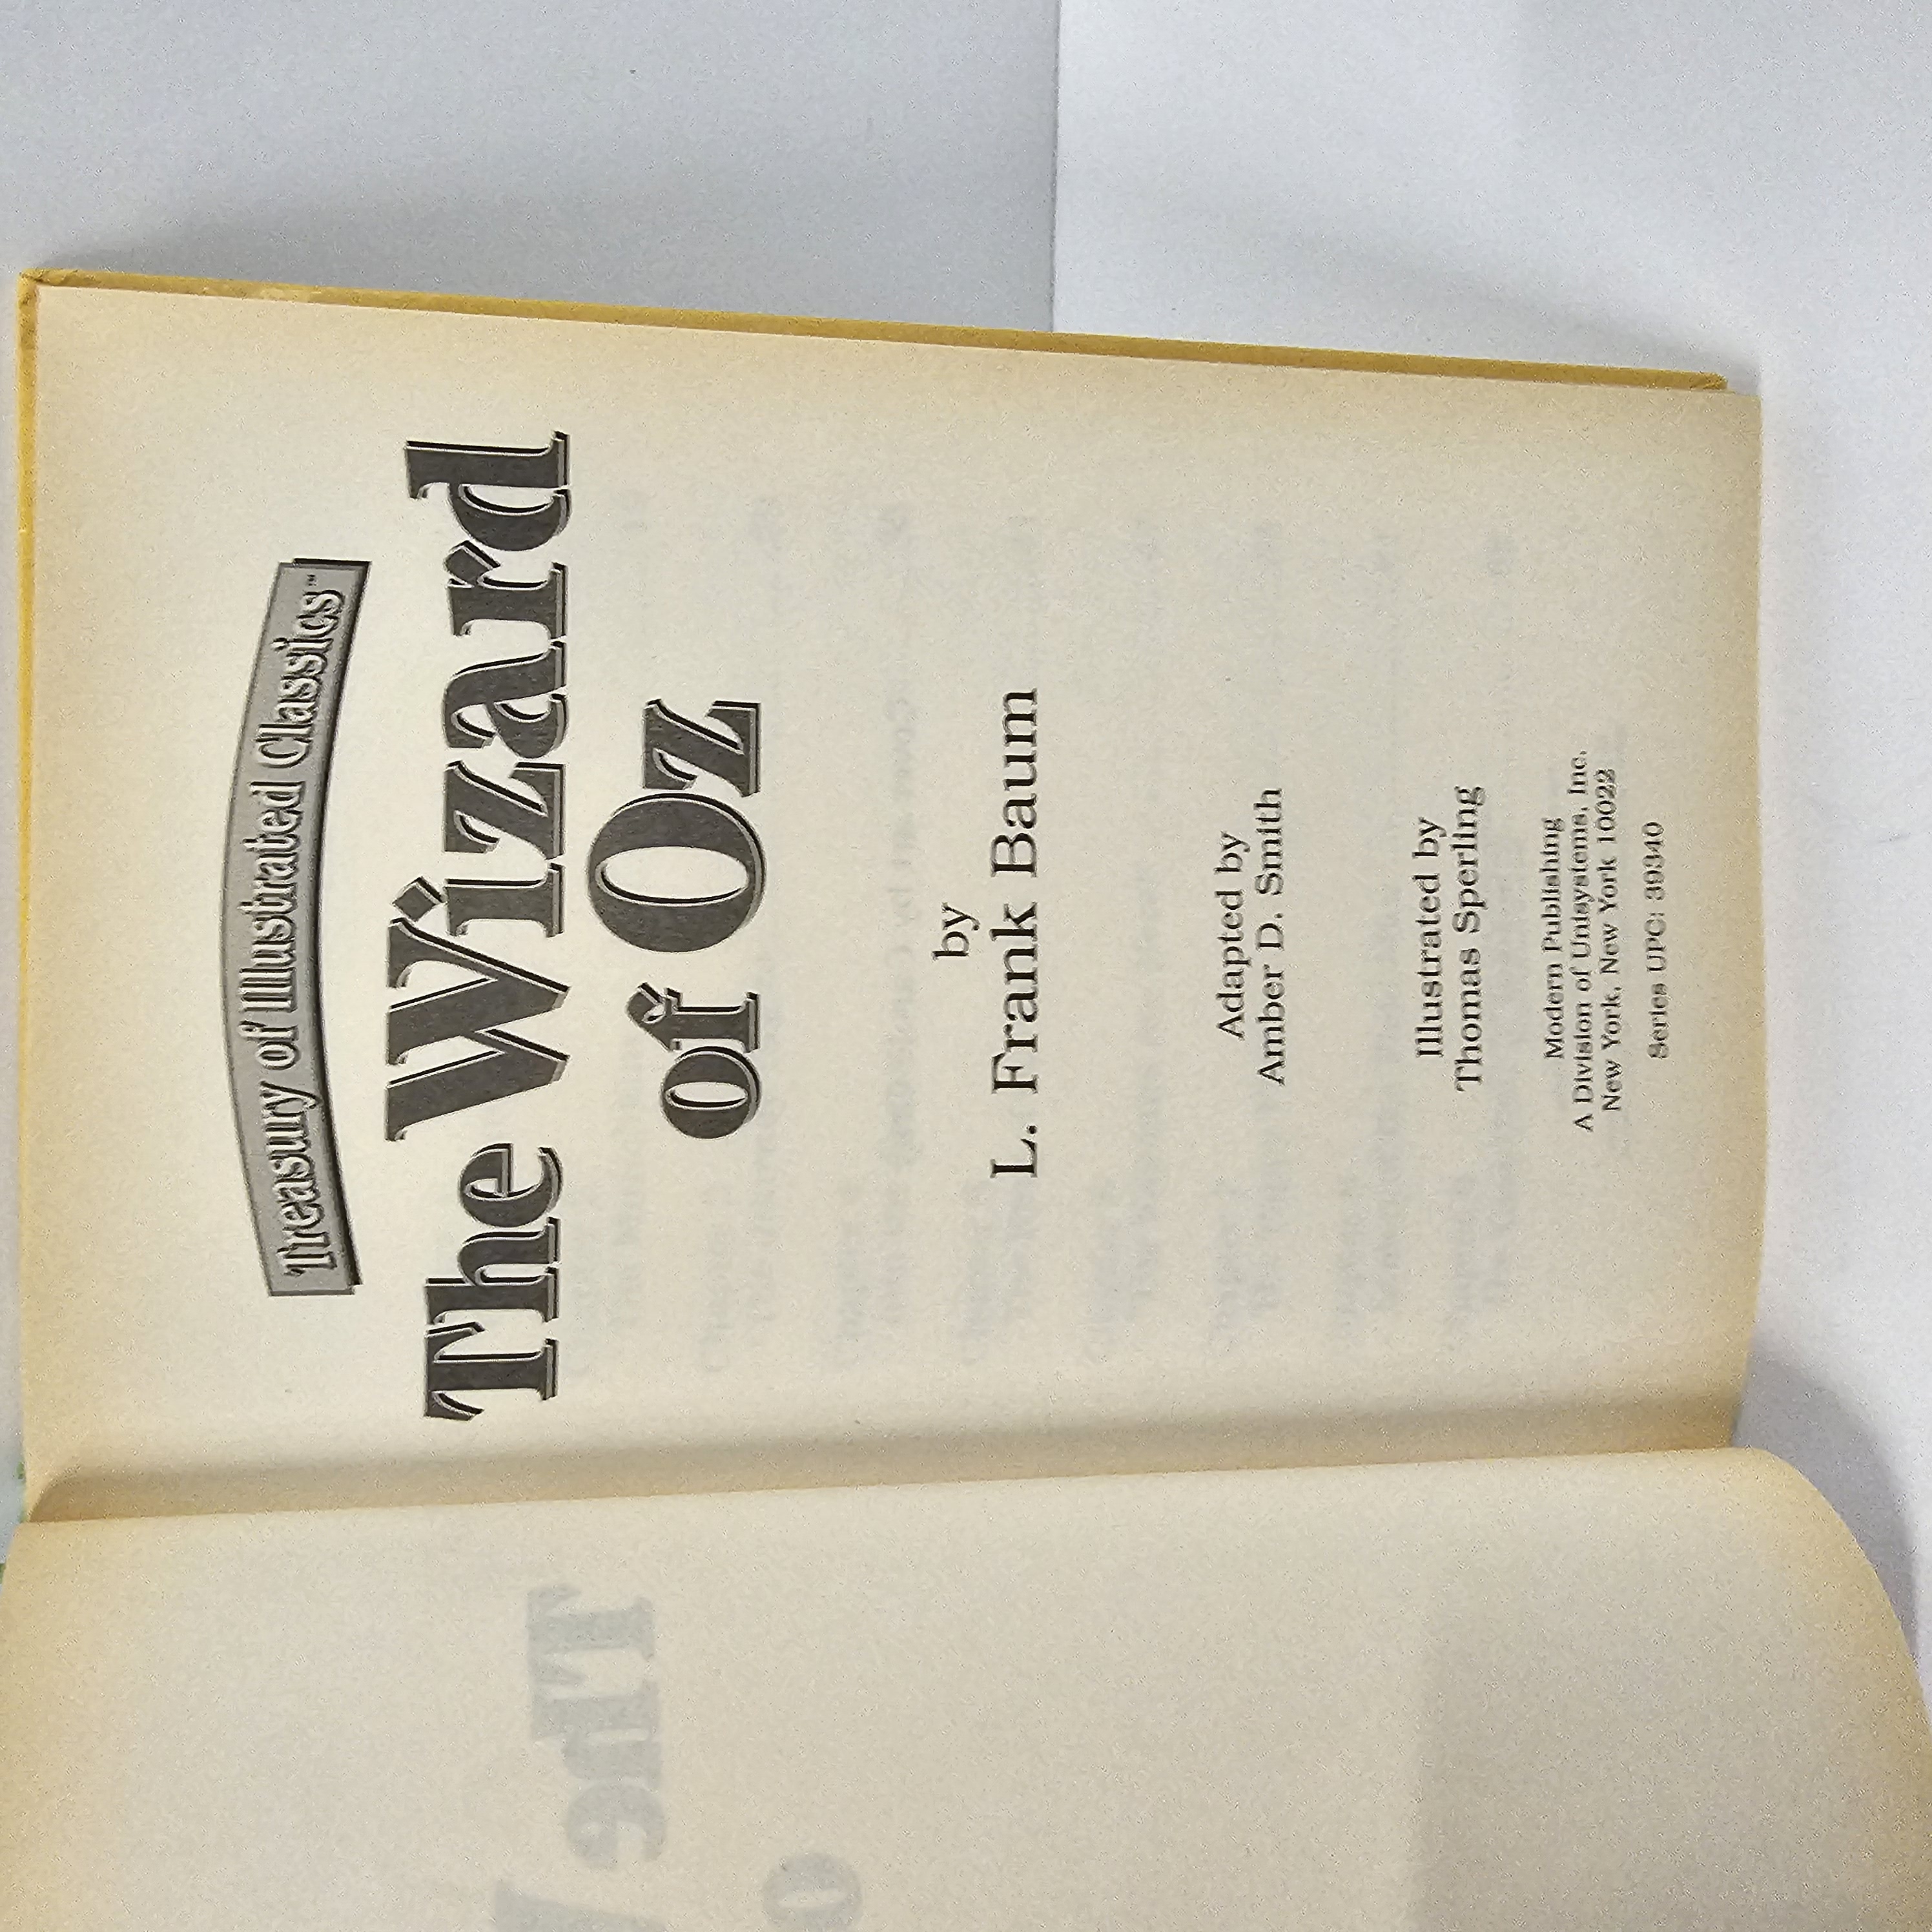 Treasury of Illustrated Classics™
The Wizard
of Oz
by
L. Frank Baum
Adapted by
Amber D. Smith
Illustrated by
Thomas Sperling
Modern Publishing
A Division of Unisystems, Inc.
New York, New York 10022
Series UPC: 39340